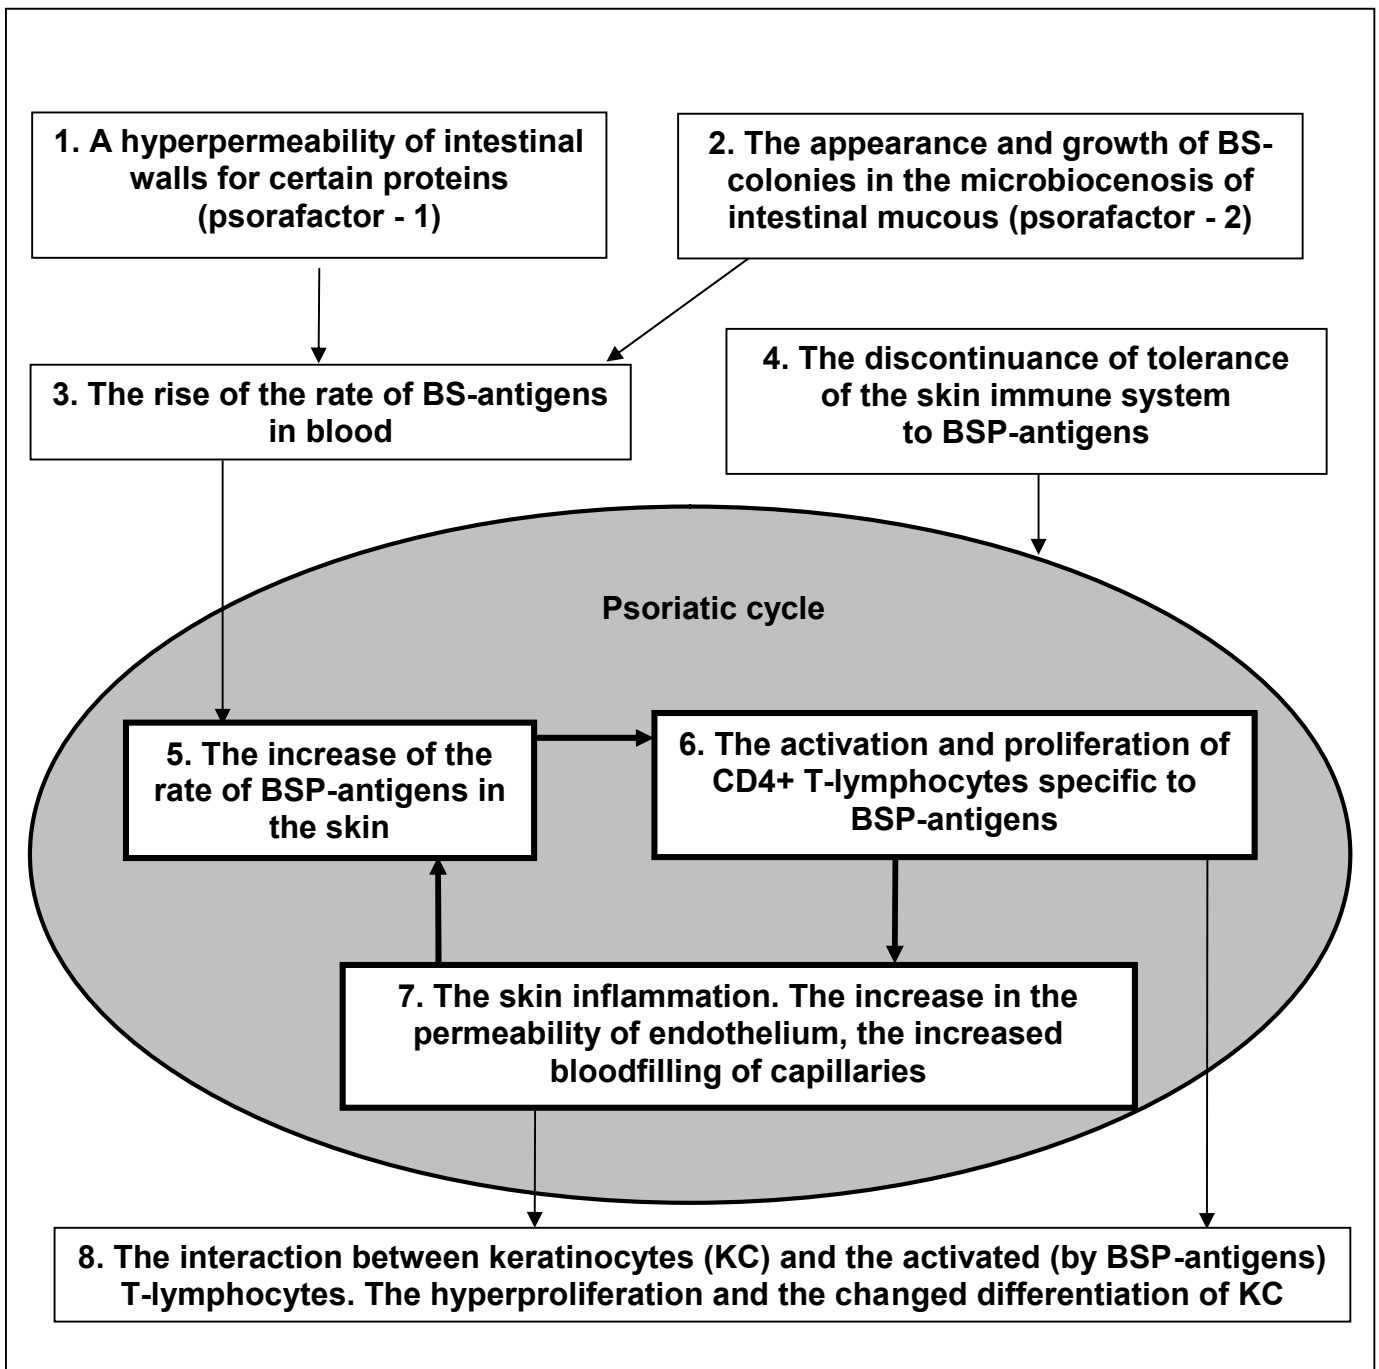 1. A hyperpermeability of intestinal
walls for certain proteins
(psorafactor - 1)
2. The appearance and growth of BS-
colonies in the microbiocenosis of
intestinal mucous (psorafactor - 2)
3. The rise of the rate of BS-antigens
in blood
4. The discontinuance of tolerance
of the skin immune system
to BSP-antigens
Psoriatic cycle
5. The increase of the
rate of BSP-antigens in
the skin
6. The activation and proliferation of
CD4+ T-lymphocytes specific to
BSP-antigens
7. The skin inflammation. The increase in the
permeability of endothelium, the increased
bloodfilling of capillaries
8. The interaction between keratinocytes (KC) and the activated (by BSP-antigens)
T-lymphocytes. The hyperproliferation and the changed differentiation of KC